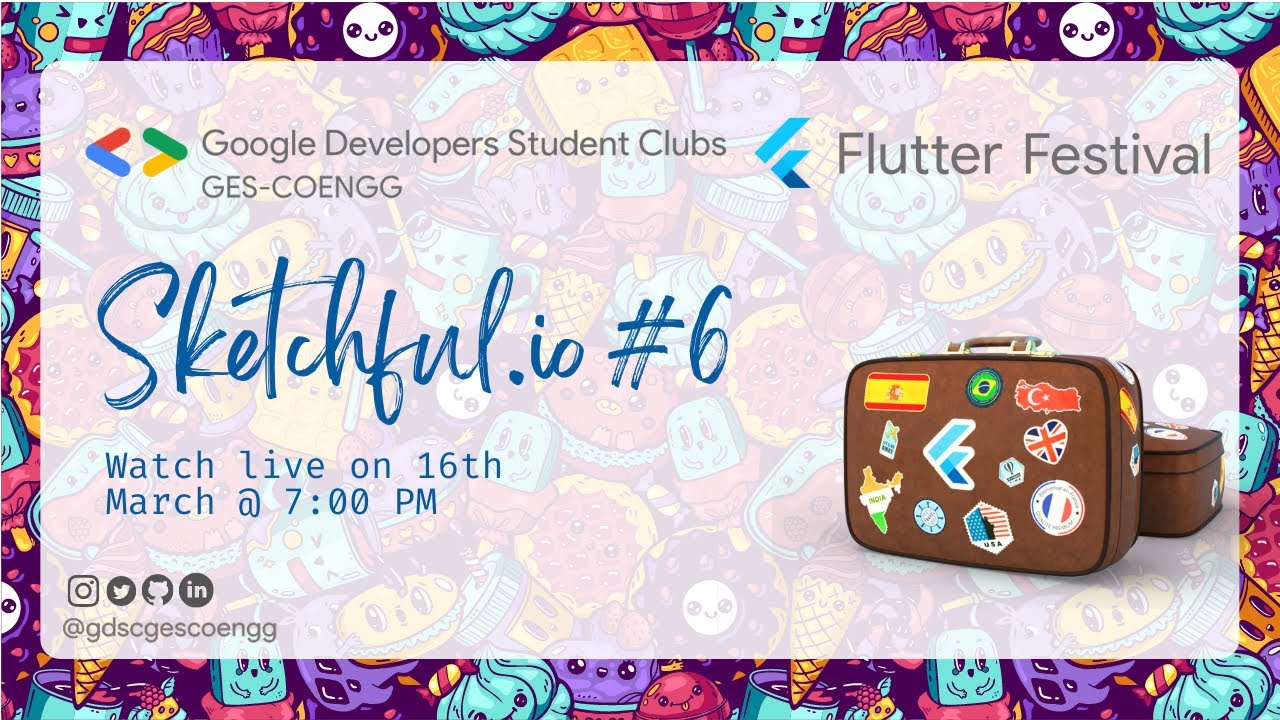 Google Developers Student Clubs
GES-COENGG
Flutter Festival
Sketchful.io #6
Watch live on 16th
March @ 7:00 PM
@gdscgescoengg
INDIA
USA